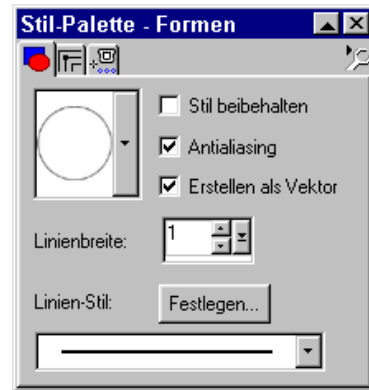 Stil-Palette - Formen
Stil beibehalten
Antialiasing
Erstellen als Vektor
Linienbreite: 1
Linien-Stil: Festlegen...